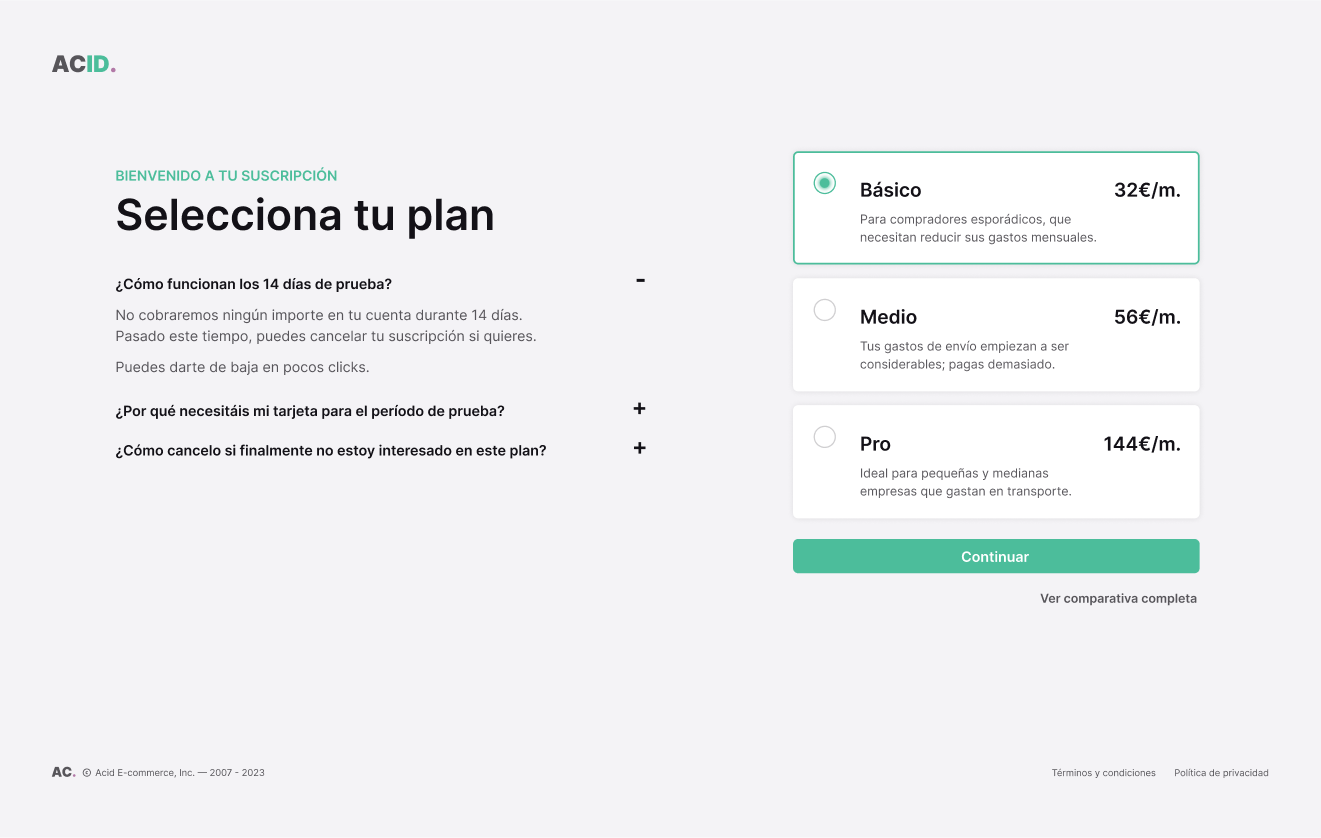 ACID.
BIENVENIDO A TU SUSCRIPCIÓN
Selecciona tu plan
¿Cómo funcionan los 14 días de prueba? -
No cobraremos ningún importe en tu cuenta durante 14 días.
Pasado este tiempo, puedes cancelar tu suscripción si quieres.
Puedes darte de baja en pocos clicks.
¿Por qué necesitáis mi tarjeta para el período de prueba? +
¿Cómo cancelo si finalmente no estoy interesado en este plan? +
Básico 32€/m.
Para compradores esporádicos, que
necesitan reducir sus gastos mensuales.
Medio 56€/m.
Tus gastos de envío empiezan a ser
considerables; pagas demasiado.
Pro 144€/m.
Ideal para pequeñas y medianas
empresas que gastan en transporte.
Continuar
Ver comparativa completa
AC. © Acid E-commerce, Inc. — 2007 - 2023
Términos y condiciones Política de privacidad